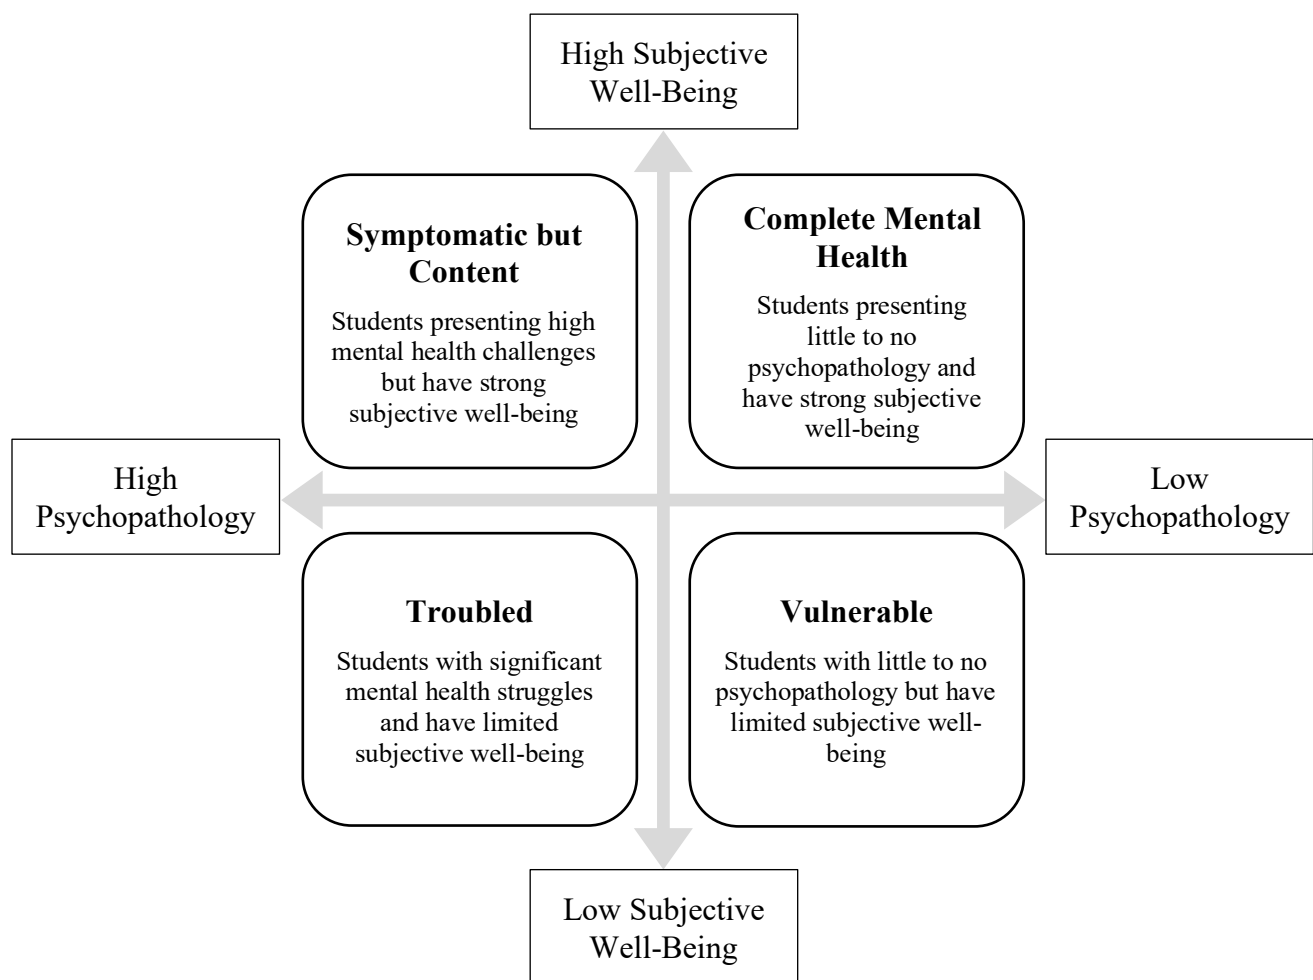 High Subjective
Well-Being
Symptomatic but
Content
Students presenting high
mental health challenges
but have strong
subjective well-being
Complete Mental
Health
Students presenting
little to no
psychopathology and
have strong subjective
well-being
High
Psychopathology
Low
Psychopathology
Troubled
Students with significant
mental health struggles
and have limited
subjective well-being
Vulnerable
Students with little to no
psychopathology but have
limited subjective well-
being
Low Subjective
Well-Being